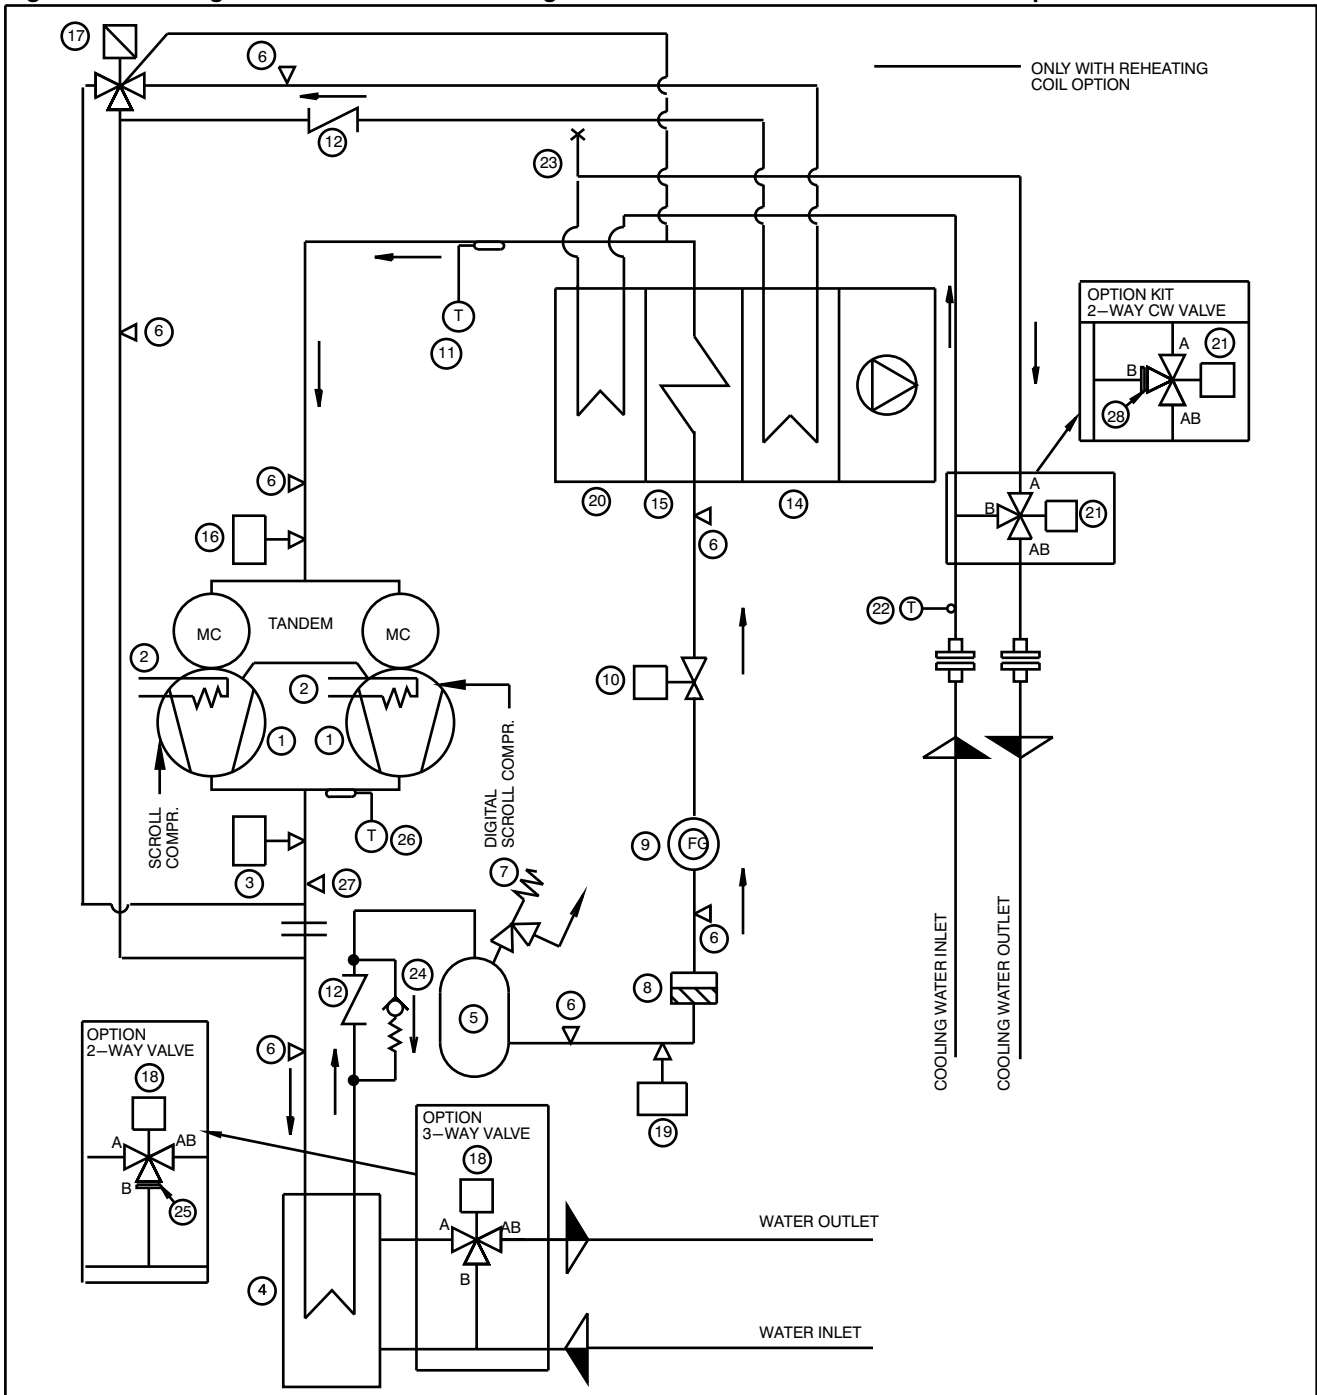 17
6
ONLY WITH REHEATING
COIL OPTION
12
23
6
T
11
OPTION KIT
2–WAY CW VALVE
A
21
B
28
AB
6
20
15
14
A
B
21
AB
16
6
22
T
MC
TANDEM
MC
2
2
10
1
1
SCROLL
COMPR.
DIGITAL
SCROLL COMPR.
T
26
3
27
9
FG
7
6
COOLING WATER INLET
COOLING WATER OUTLET
12
24
8
5
6
6
OPTION
2–WAY VALVE
18
A
AB
B
25
19
OPTION
3–WAY VALVE
18
A
AB
B
4
WATER OUTLET
WATER INLET